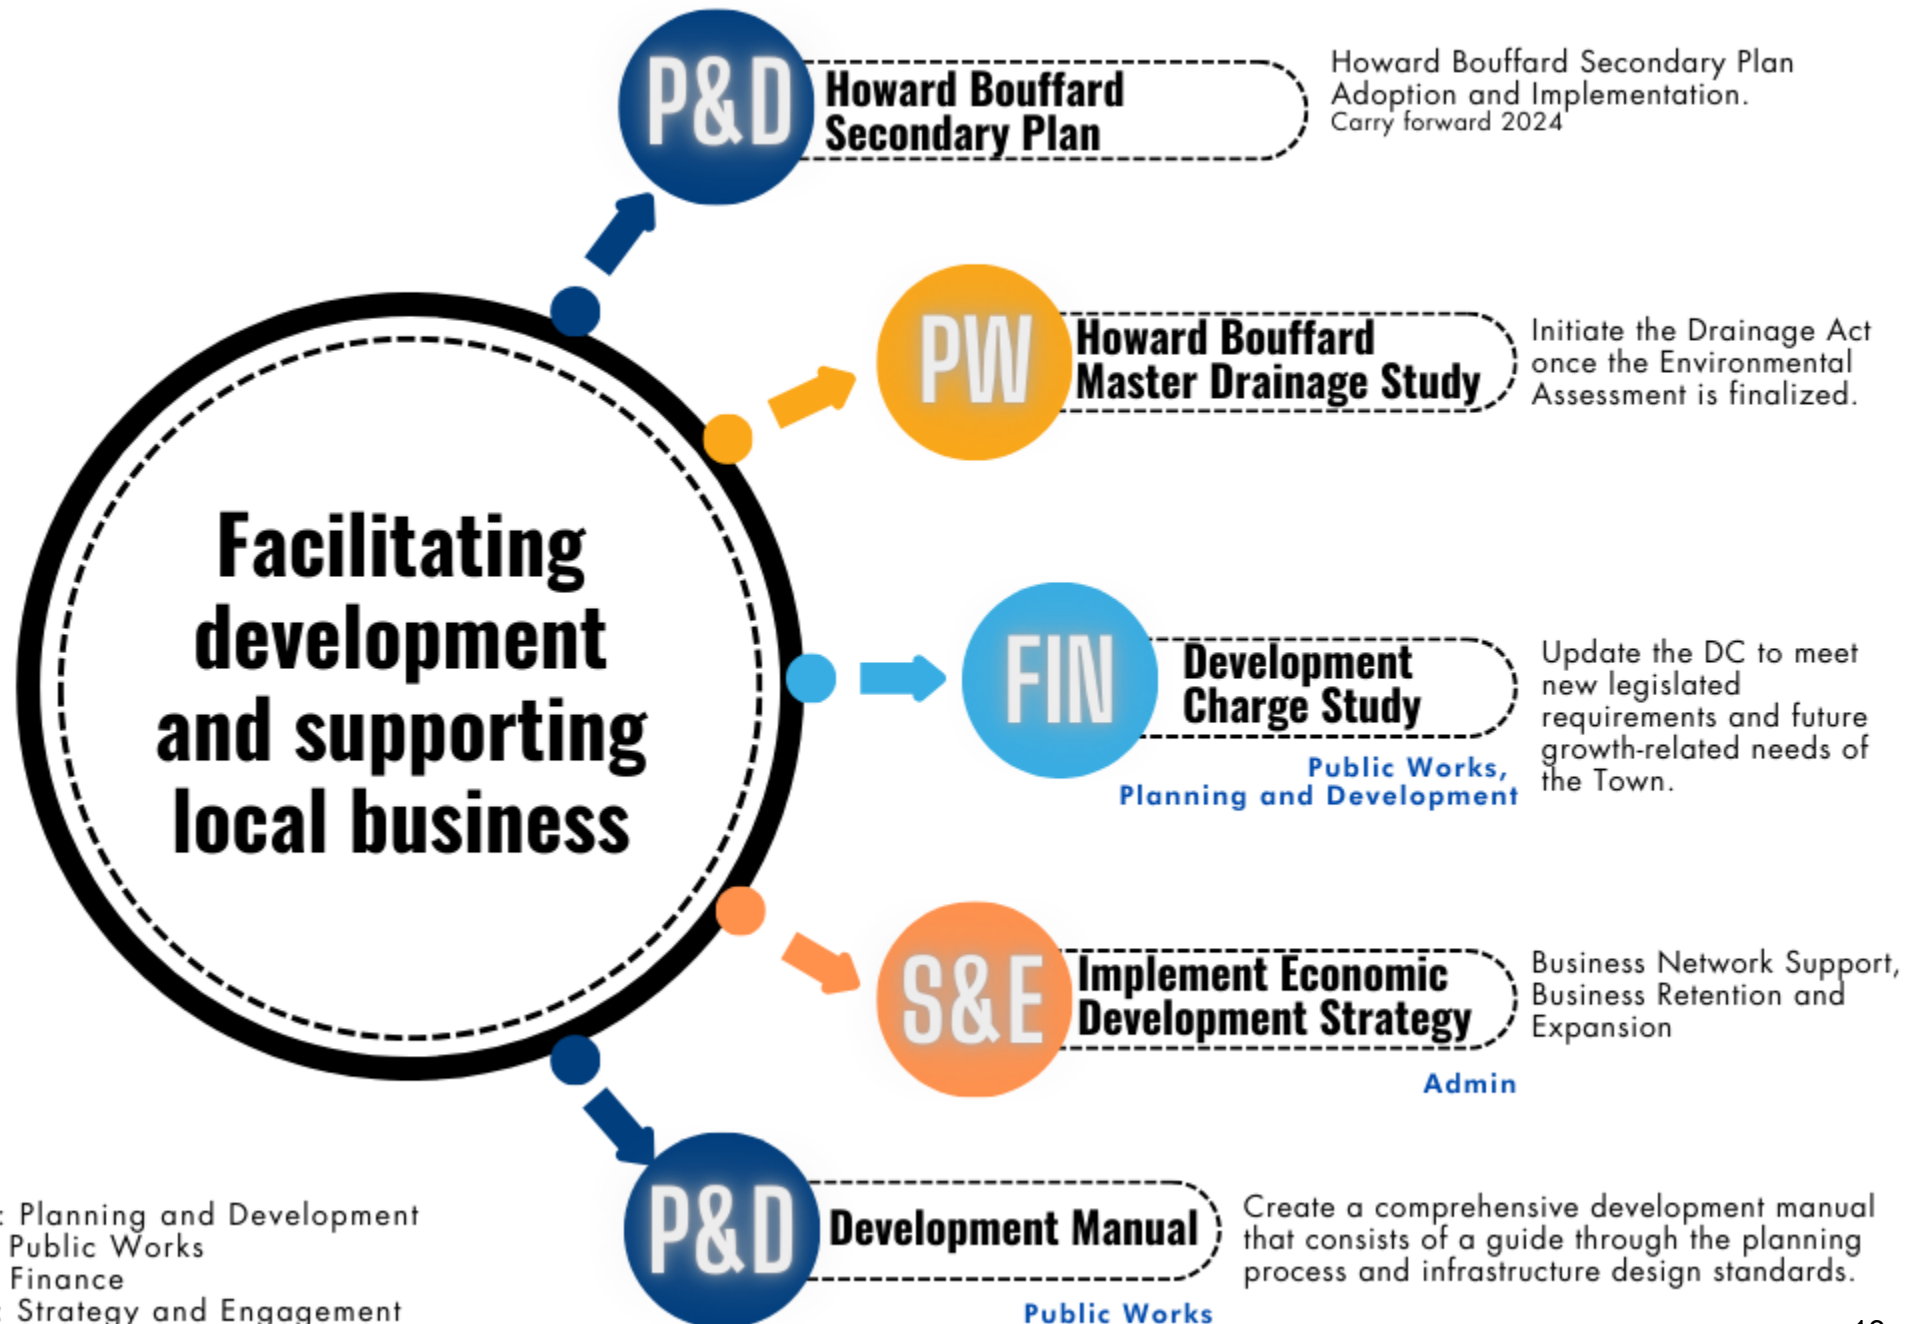 P&D
Howard Bouffard
Secondary Plan
Howard Bouffard Secondary Plan
Adoption and Implementation.
Carry forward 2024
PW
Howard Bouffard
Master Drainage Study
Initiate the Drainage Act
once the Environmental
Assessment is finalized.
Facilitating
development
and supporting
local business
FIN
Development
Charge Study
Public Works,
Planning and Development
Update the DC to meet
new legislated
requirements and future
growth-related needs of
the Town.
S&E
Implement Economic
Development Strategy
Admin
Business Network Support,
Business Retention and
Expansion
P&D
Development Manual
Public Works
Create a comprehensive development manual
that consists of a guide through the planning
process and infrastructure design standards.
: Planning and Development
Public Works
Finance
: Strategy and Engagement